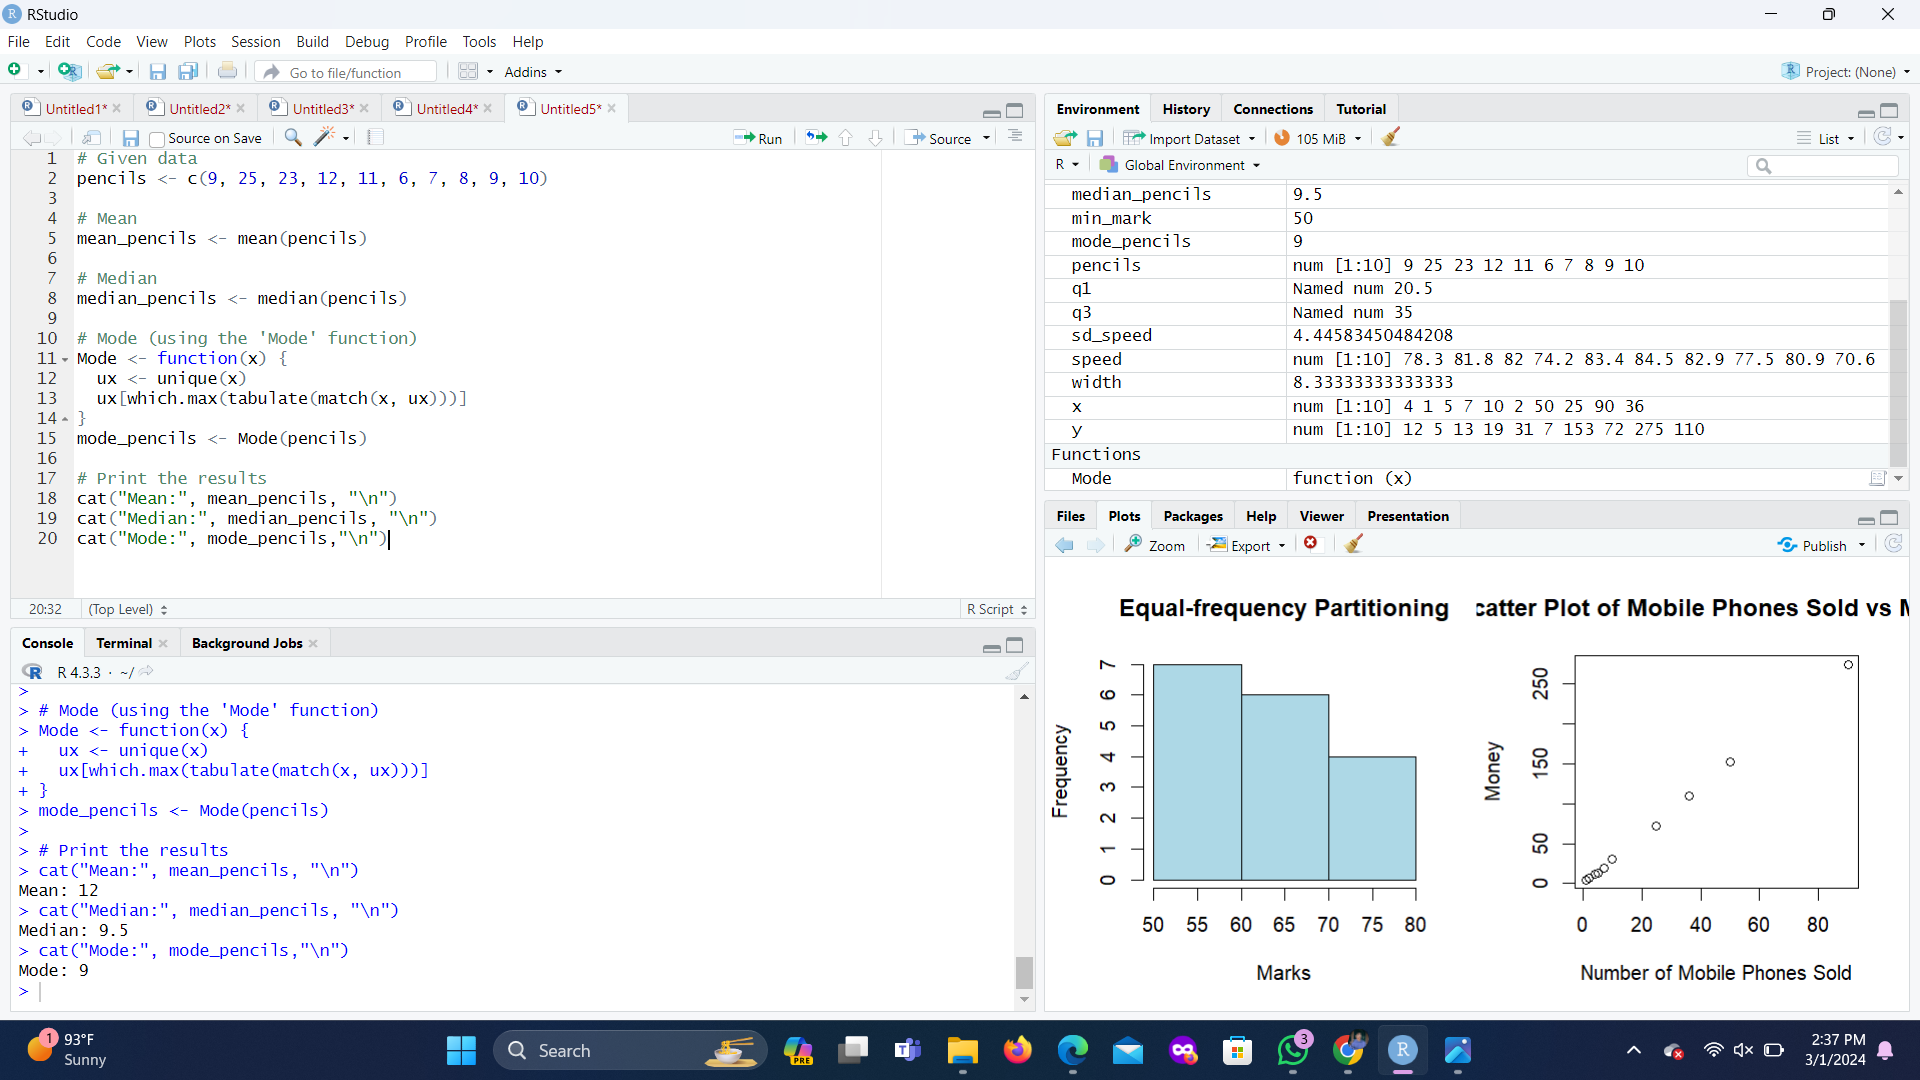 RStudio
File Edit Code View Plots Session Build Debug Profile Tools Help
Go to file/function Addins Project: (None)
Untitled1* Untitled2* Untitled3* Untitled4* Untitled5*
Source on Save Run Source
1 # Given data
2 pencils <- c(9, 25, 23, 12, 11, 6, 7, 8, 9, 10)
3
4 # Mean
5 mean_pencils <- mean(pencils)
6
7 # Median
8 median_pencils <- median(pencils)
9
10 # Mode (using the 'Mode' function)
11 Mode <- function(x) {
12 ux <- unique(x)
13 ux[which.max(tabulate(match(x, ux)))]
14 }
15 mode_pencils <- Mode(pencils)
16
17 # Print the results
18 cat("Mean:", mean_pencils, "\n")
19 cat("Median:", median_pencils, "\n")
20 cat("Mode:", mode_pencils,"\n")
20:32 (Top Level) R Script
Console Terminal Background Jobs
R 4.3.3 · ~/
>
> # Mode (using the 'Mode' function)
> Mode <- function(x) {
+ ux <- unique(x)
+ ux[which.max(tabulate(match(x, ux)))]
+ }
> mode_pencils <- Mode(pencils)
>
> # Print the results
> cat("Mean:", mean_pencils, "\n")
Mean: 12
> cat("Median:", median_pencils, "\n")
Median: 9.5
> cat("Mode:", mode_pencils,"\n")
Mode: 9
>
Environment History Connections Tutorial
Import Dataset 105 MiB List
R Global Environment
median_pencils 9.5
min_mark 50
mode_pencils 9
pencils num [1:10] 9 25 23 12 11 6 7 8 9 10
q1 Named num 20.5
q3 Named num 35
sd_speed 4.44583450484208
speed num [1:10] 78.3 81.8 82 74.2 83.4 84.5 82.9 77.5 80.9 70.6
width 8.33333333333333
x num [1:10] 4 1 5 7 10 2 50 25 90 36
y num [1:10] 12 5 13 19 31 7 153 72 275 110
Functions
Mode function (x)
Files Plots Packages Help Viewer Presentation
Zoom Export Publish
Equal-frequency Partitioning
Frequency
7
6
5
4
3
2
1
0
50 55 60 65 70 75 80
Marks
catter Plot of Mobile Phones Sold vs M
Money
250
150
50
0
0 20 40 60 80
Number of Mobile Phones Sold
1
93°F
Sunny
Search
PRE
3
2:37 PM
3/1/2024